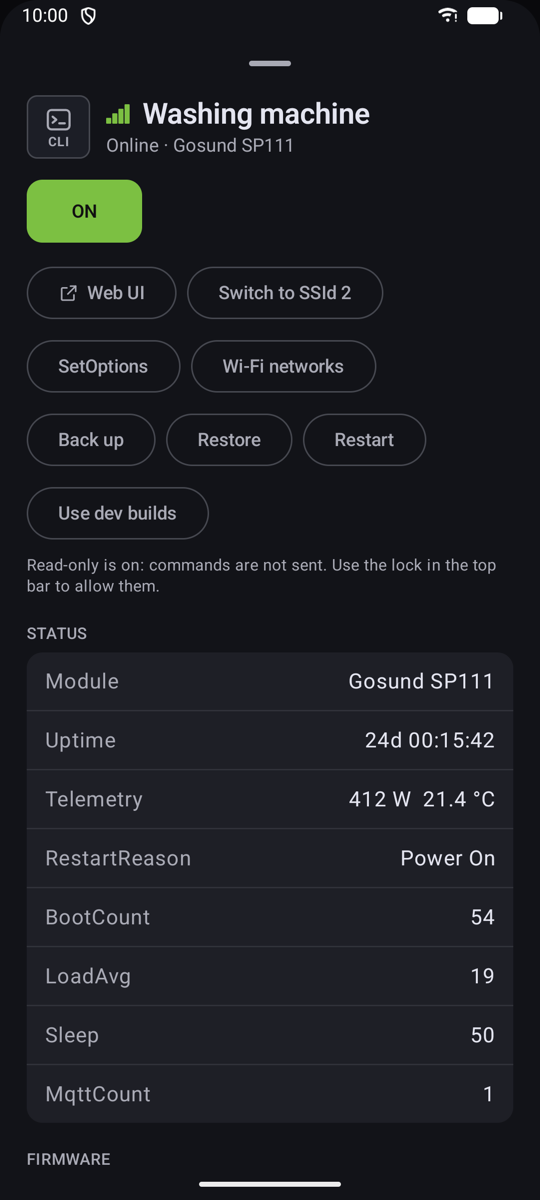 10:00
CLI
Washing machine
Online · Gosund SP111
ON
Web UI
Switch to SSId 2
SetOptions
Wi-Fi networks
Back up
Restore
Restart
Use dev builds
Read-only is on: commands are not sent. Use the lock in the top
bar to allow them.
STATUS
Module Gosund SP111
Uptime 24d 00:15:42
Telemetry 412 W 21.4 °C
RestartReason Power On
BootCount 54
LoadAvg 19
Sleep 50
MqttCount 1
FIRMWARE